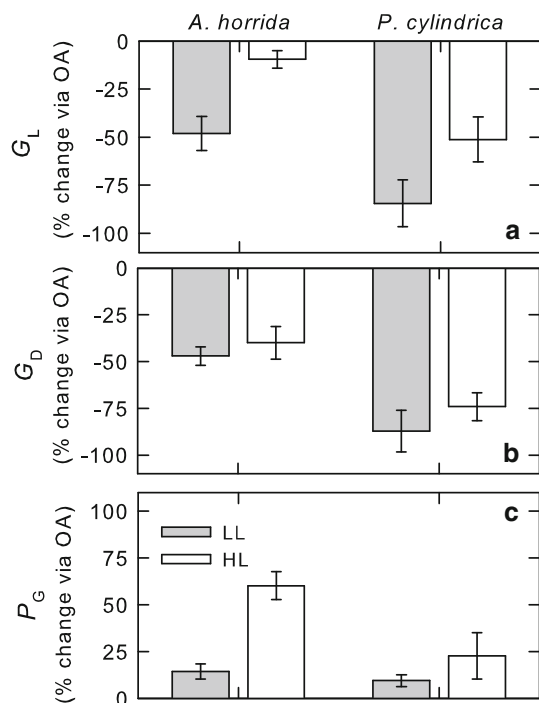 A. horrida P. cylindrica
G_L
(% change via OA)
0
-25
-50
-75
-100
a
G_D
(% change via OA)
0
-25
-50
-75
-100
b
P_G
(% change via OA)
100
75
50
25
0
c
LL
HL